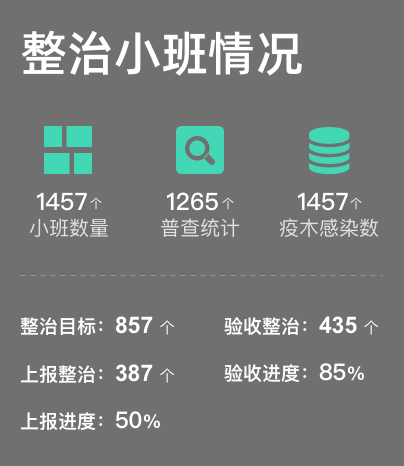 整治小班情况
1457个 1265个 1457个
小班数量 普查统计 疫木感染数
整治目标：857 个 验收整治：435 个
上报整治：387 个 验收进度：85%
上报进度：50%